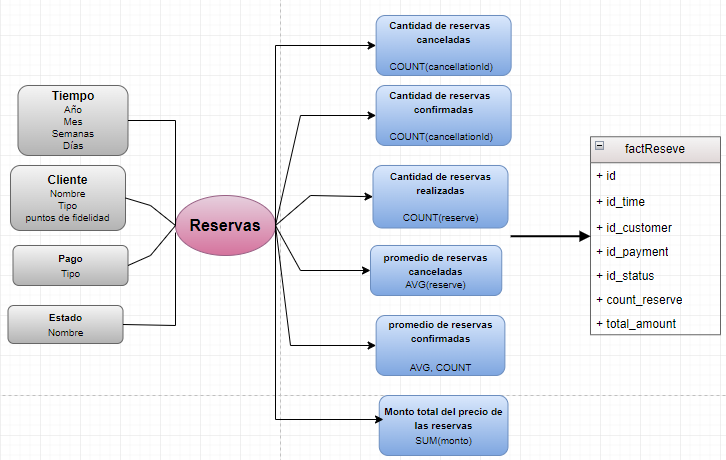 Tiempo
Año
Mes
Semanas
Días
Cliente
Nombre
Tipo
puntos de fidelidad
Pago
Tipo
Estado
Nombre
Reservas
Cantidad de reservas
canceladas
COUNT(cancellationId)
Cantidad de reservas
confirmadas
COUNT(cancellationId)
Cantidad de reservas
realizadas
COUNT(reserve)
promedio de reservas
canceladas
AVG(reserve)
promedio de reservas
confirmadas
AVG, COUNT
Monto total del precio de
las reservas
SUM(monto)
factReseve
+ id
+ id_time
+ id_customer
+ id_payment
+ id_status
+ count_reserve
+ total_amount